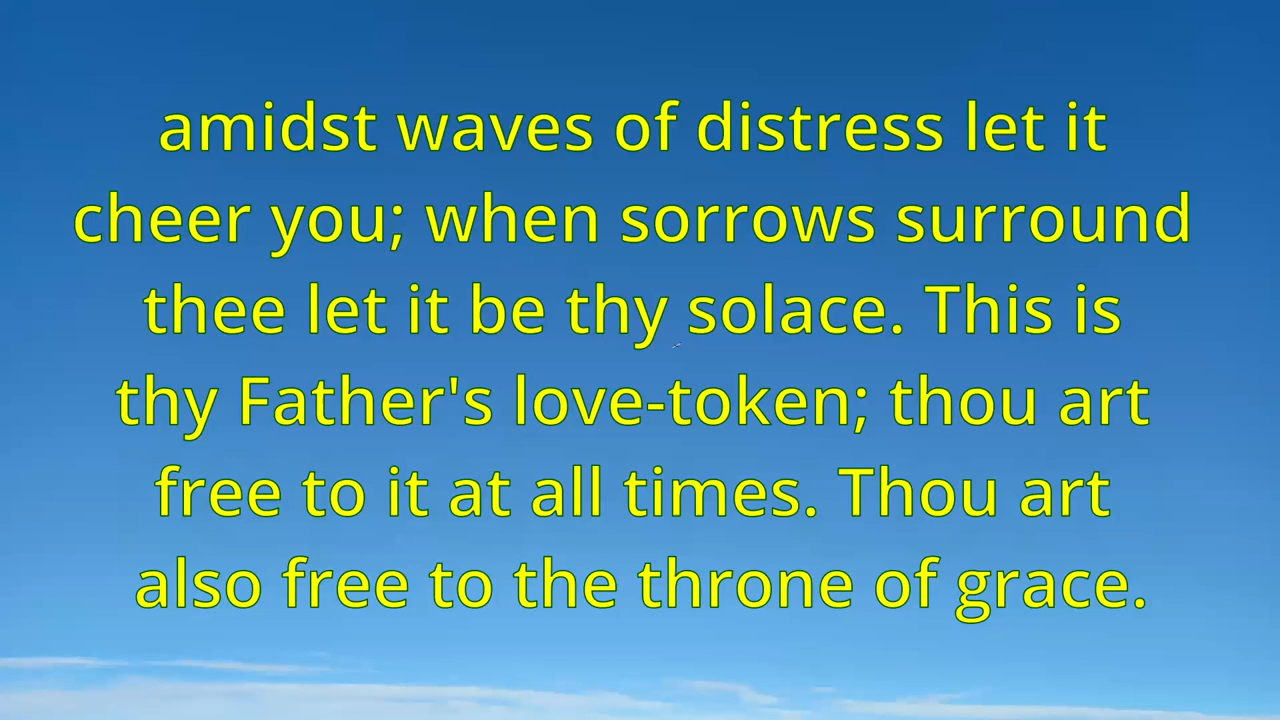 amidst waves of distress let it
cheer you; when sorrows surround
thee let it be thy solace. This is
thy Father's love-token; thou art
free to it at all times. Thou art
also free to the throne of grace.